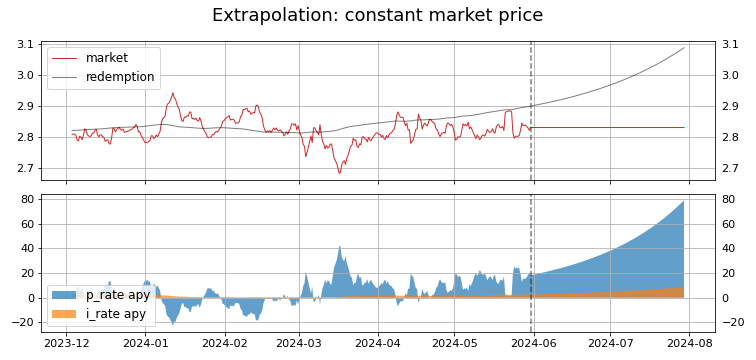 Extrapolation: constant market price
3.1 3.1
market
redemption
3.0 3.0
2.9 2.9
2.8 2.8
2.7 2.7
80 80
60 60
40 40
20 20
p_rate apy
0 0
i_rate apy
−20 −20
2023-12 2024-01 2024-02 2024-03 2024-04 2024-05 2024-06 2024-07 2024-08